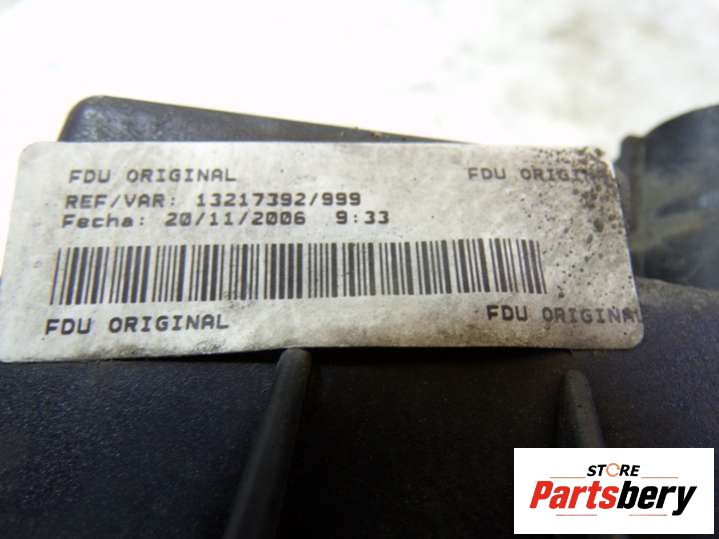 FDU ORIGINAL FDU ORIGINAL
REF/VAR: 13217392/999
Fecha: 20/11/2006 9:33
FDU ORIGINAL FDU ORIGINAL
STORE
Partsbery